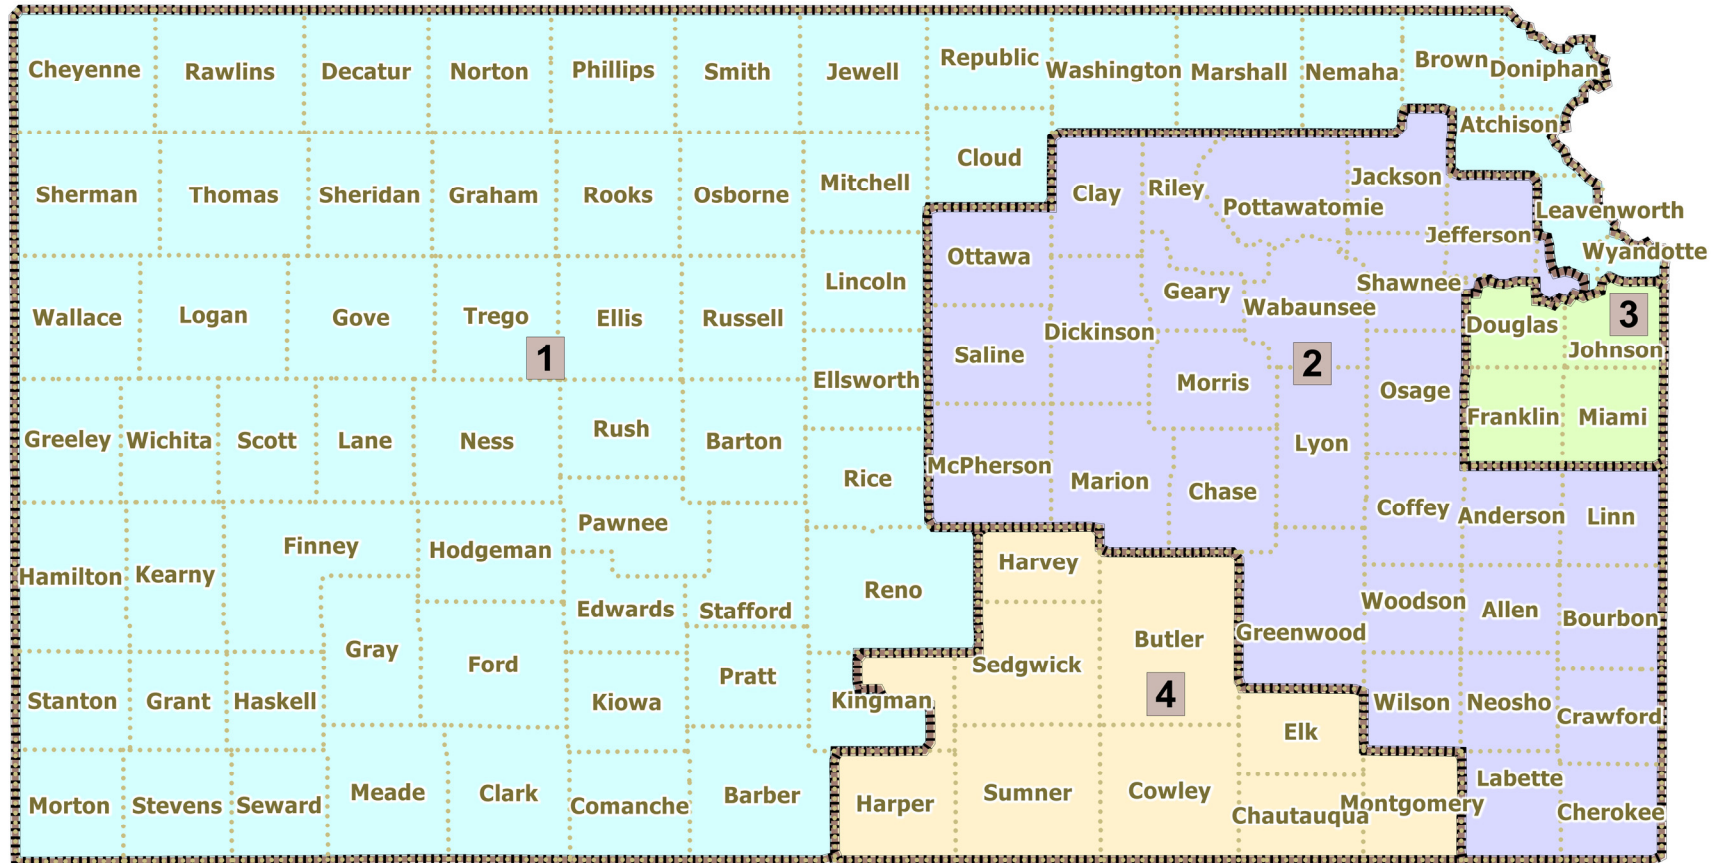 Cheyenne
Rawlins
Decatur
Norton
Phillips
Smith
Jewell
Republic
Washington
Marshall
Nemaha
Brown
Doniphan
Atchison
Cloud
Sherman
Thomas
Sheridan
Graham
Rooks
Osborne
Mitchell
Clay
Riley
Pottawatomie
Jackson
Leavenworth
Jefferson
Wyandotte
Ottawa
Lincoln
Geary
Wabaunsee
Shawnee
Wallace
Logan
Gove
Trego
Ellis
Russell
Dickinson
Douglas
3
Johnson
1
2
Saline
Ellsworth
Morris
Osage
Franklin
Miami
Greeley
Wichita
Scott
Lane
Ness
Rush
Barton
Rice
McPherson
Marion
Chase
Lyon
Coffey
Anderson
Linn
Pawnee
Finney
Hodgeman
Hamilton
Kearny
Harvey
Reno
Edwards
Stafford
Gray
Ford
Butler
Greenwood
Woodson
Allen
Bourbon
Sedgwick
Pratt
Stanton
Grant
Haskell
Kiowa
Kingman
4
Elk
Wilson
Neosho
Crawford
Morton
Stevens
Seward
Meade
Clark
Comanche
Barber
Harper
Sumner
Cowley
Chautauqua
Montgomery
Labette
Cherokee